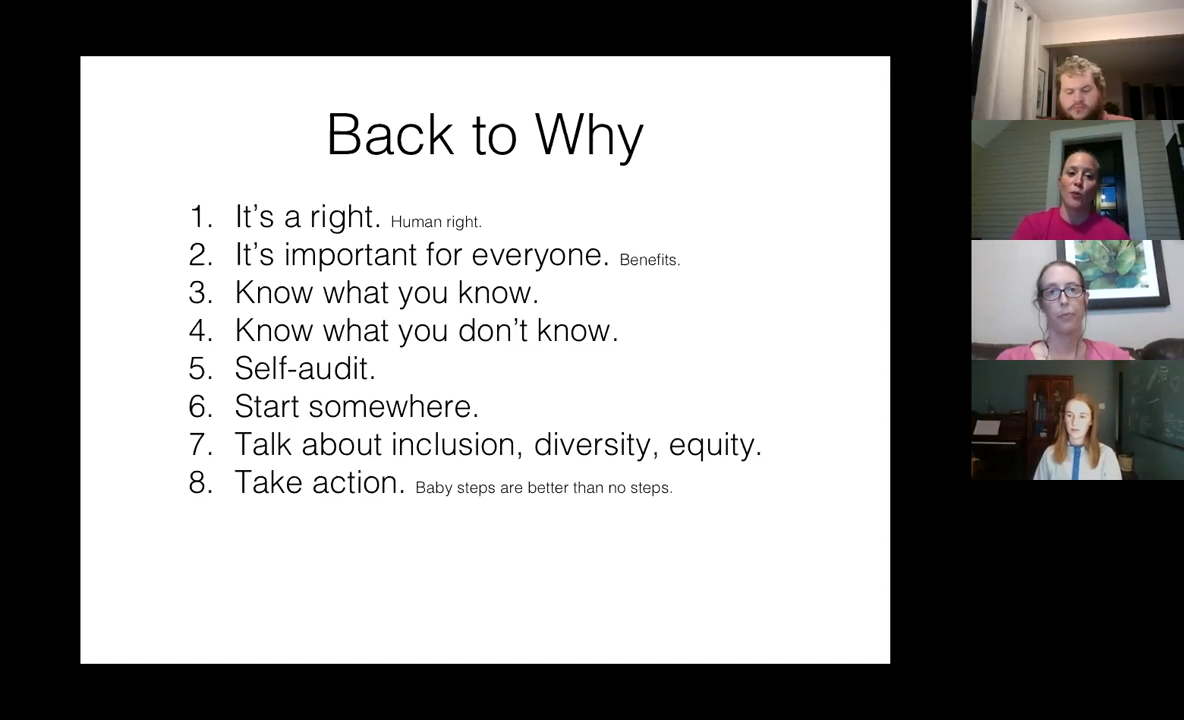 Back to Why
1. It's a right. Human right.
2. It's important for everyone. Benefits.
3. Know what you know.
4. Know what you don't know.
5. Self-audit.
6. Start somewhere.
7. Talk about inclusion, diversity, equity.
8. Take action. Baby steps are better than no steps.